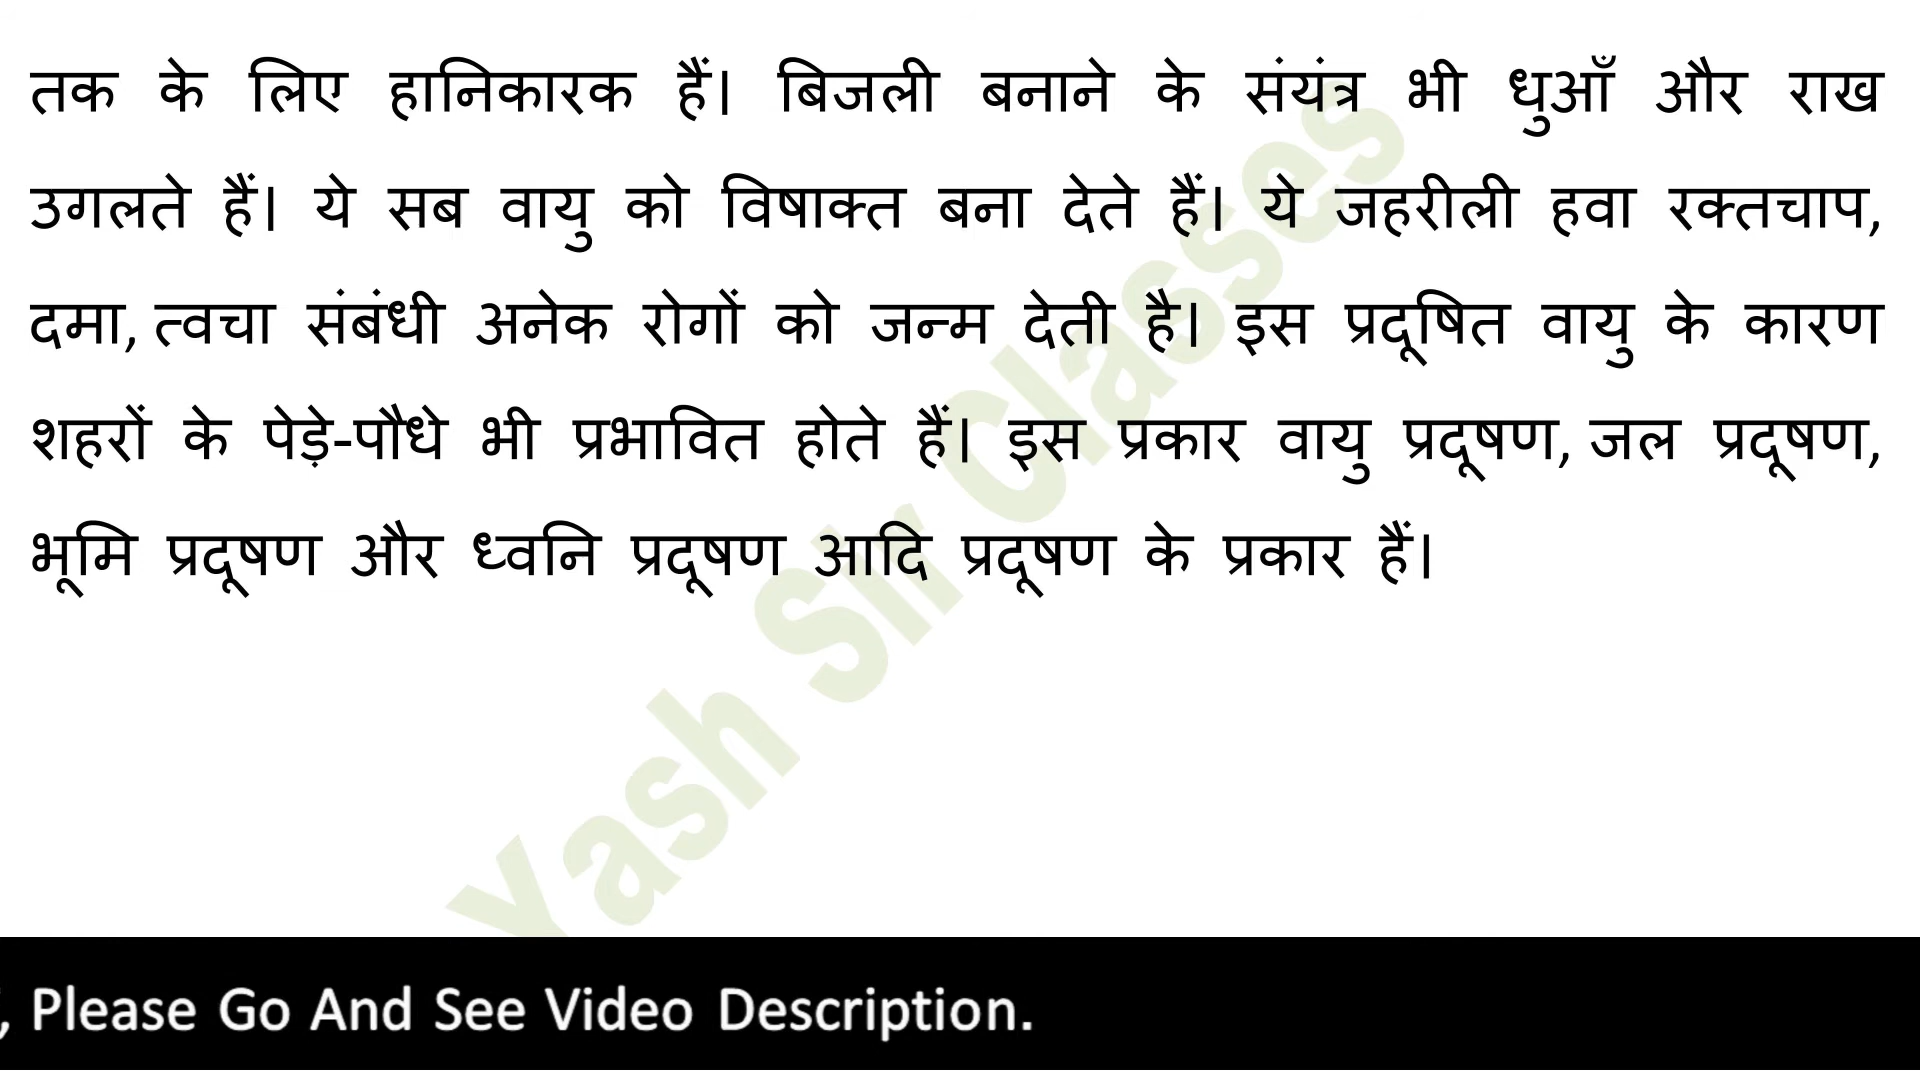 तक के लिए हानिकारक हैं। बिजली बनाने के संयंत्र भी धुआँ और राख
उगलते हैं। ये सब वायु को विषाक्त बना देते हैं। ये जहरीली हवा रक्तचाप,
दमा, त्वचा संबंधी अनेक रोगों को जन्म देती है। इस प्रदूषित वायु के कारण
शहरों के पेड़े-पौधे भी प्रभावित होते हैं। इस प्रकार वायु प्रदूषण, जल प्रदूषण,
भूमि प्रदूषण और ध्वनि प्रदूषण आदि प्रदूषण के प्रकार हैं।
Yash Sir Classes
, Please Go And See Video Description.